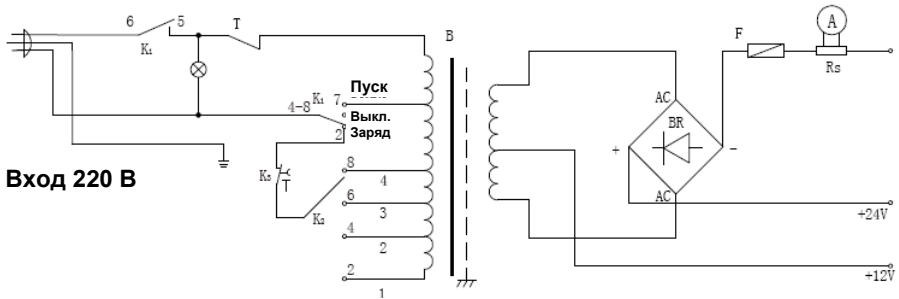 6 5 T B F A
K₁ Rs
Пуск
4-8 K₁ 7
Выкл.
Заряд
2
AC
BR
+ -
AC
K₃ T
8
4
K₂ 6
3
4
2
2
1
Вход 220 В
+24V
+12V